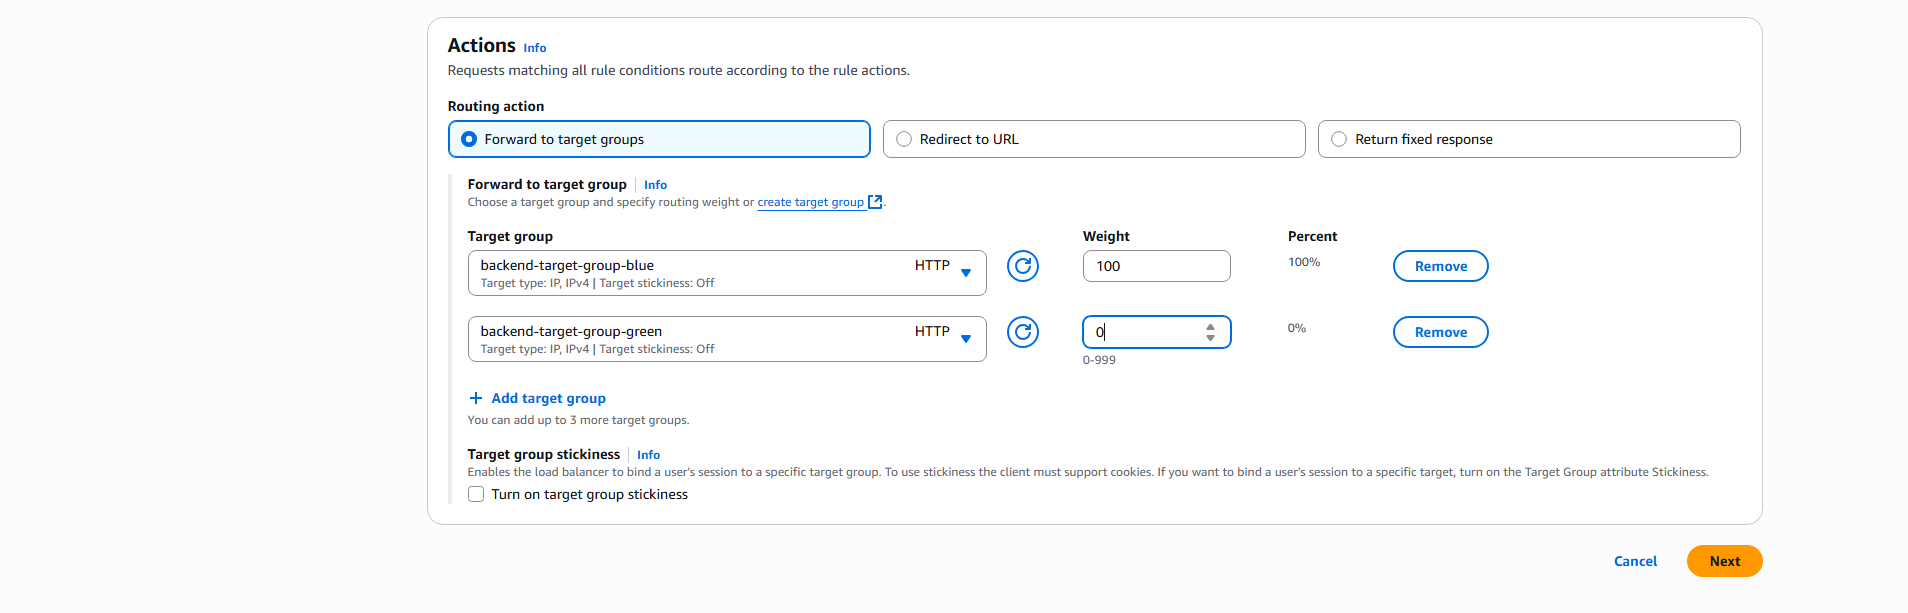 Actions Info
Requests matching all rule conditions route according to the rule actions.
Routing action
Forward to target groups
Redirect to URL
Return fixed response
Forward to target group Info
Choose a target group and specify routing weight or create target group.
Target group Weight Percent
backend-target-group-blue HTTP 100 100% Remove
Target type: IP, IPv4 | Target stickiness: Off
backend-target-group-green HTTP 0 0% Remove
Target type: IP, IPv4 | Target stickiness: Off
0-999
Add target group
You can add up to 3 more target groups.
Target group stickiness Info
Enables the load balancer to bind a user's session to a specific target group. To use stickiness the client must support cookies. If you want to bind a user's session to a specific target, turn on the Target Group attribute Stickiness.
Turn on target group stickiness
Cancel Next